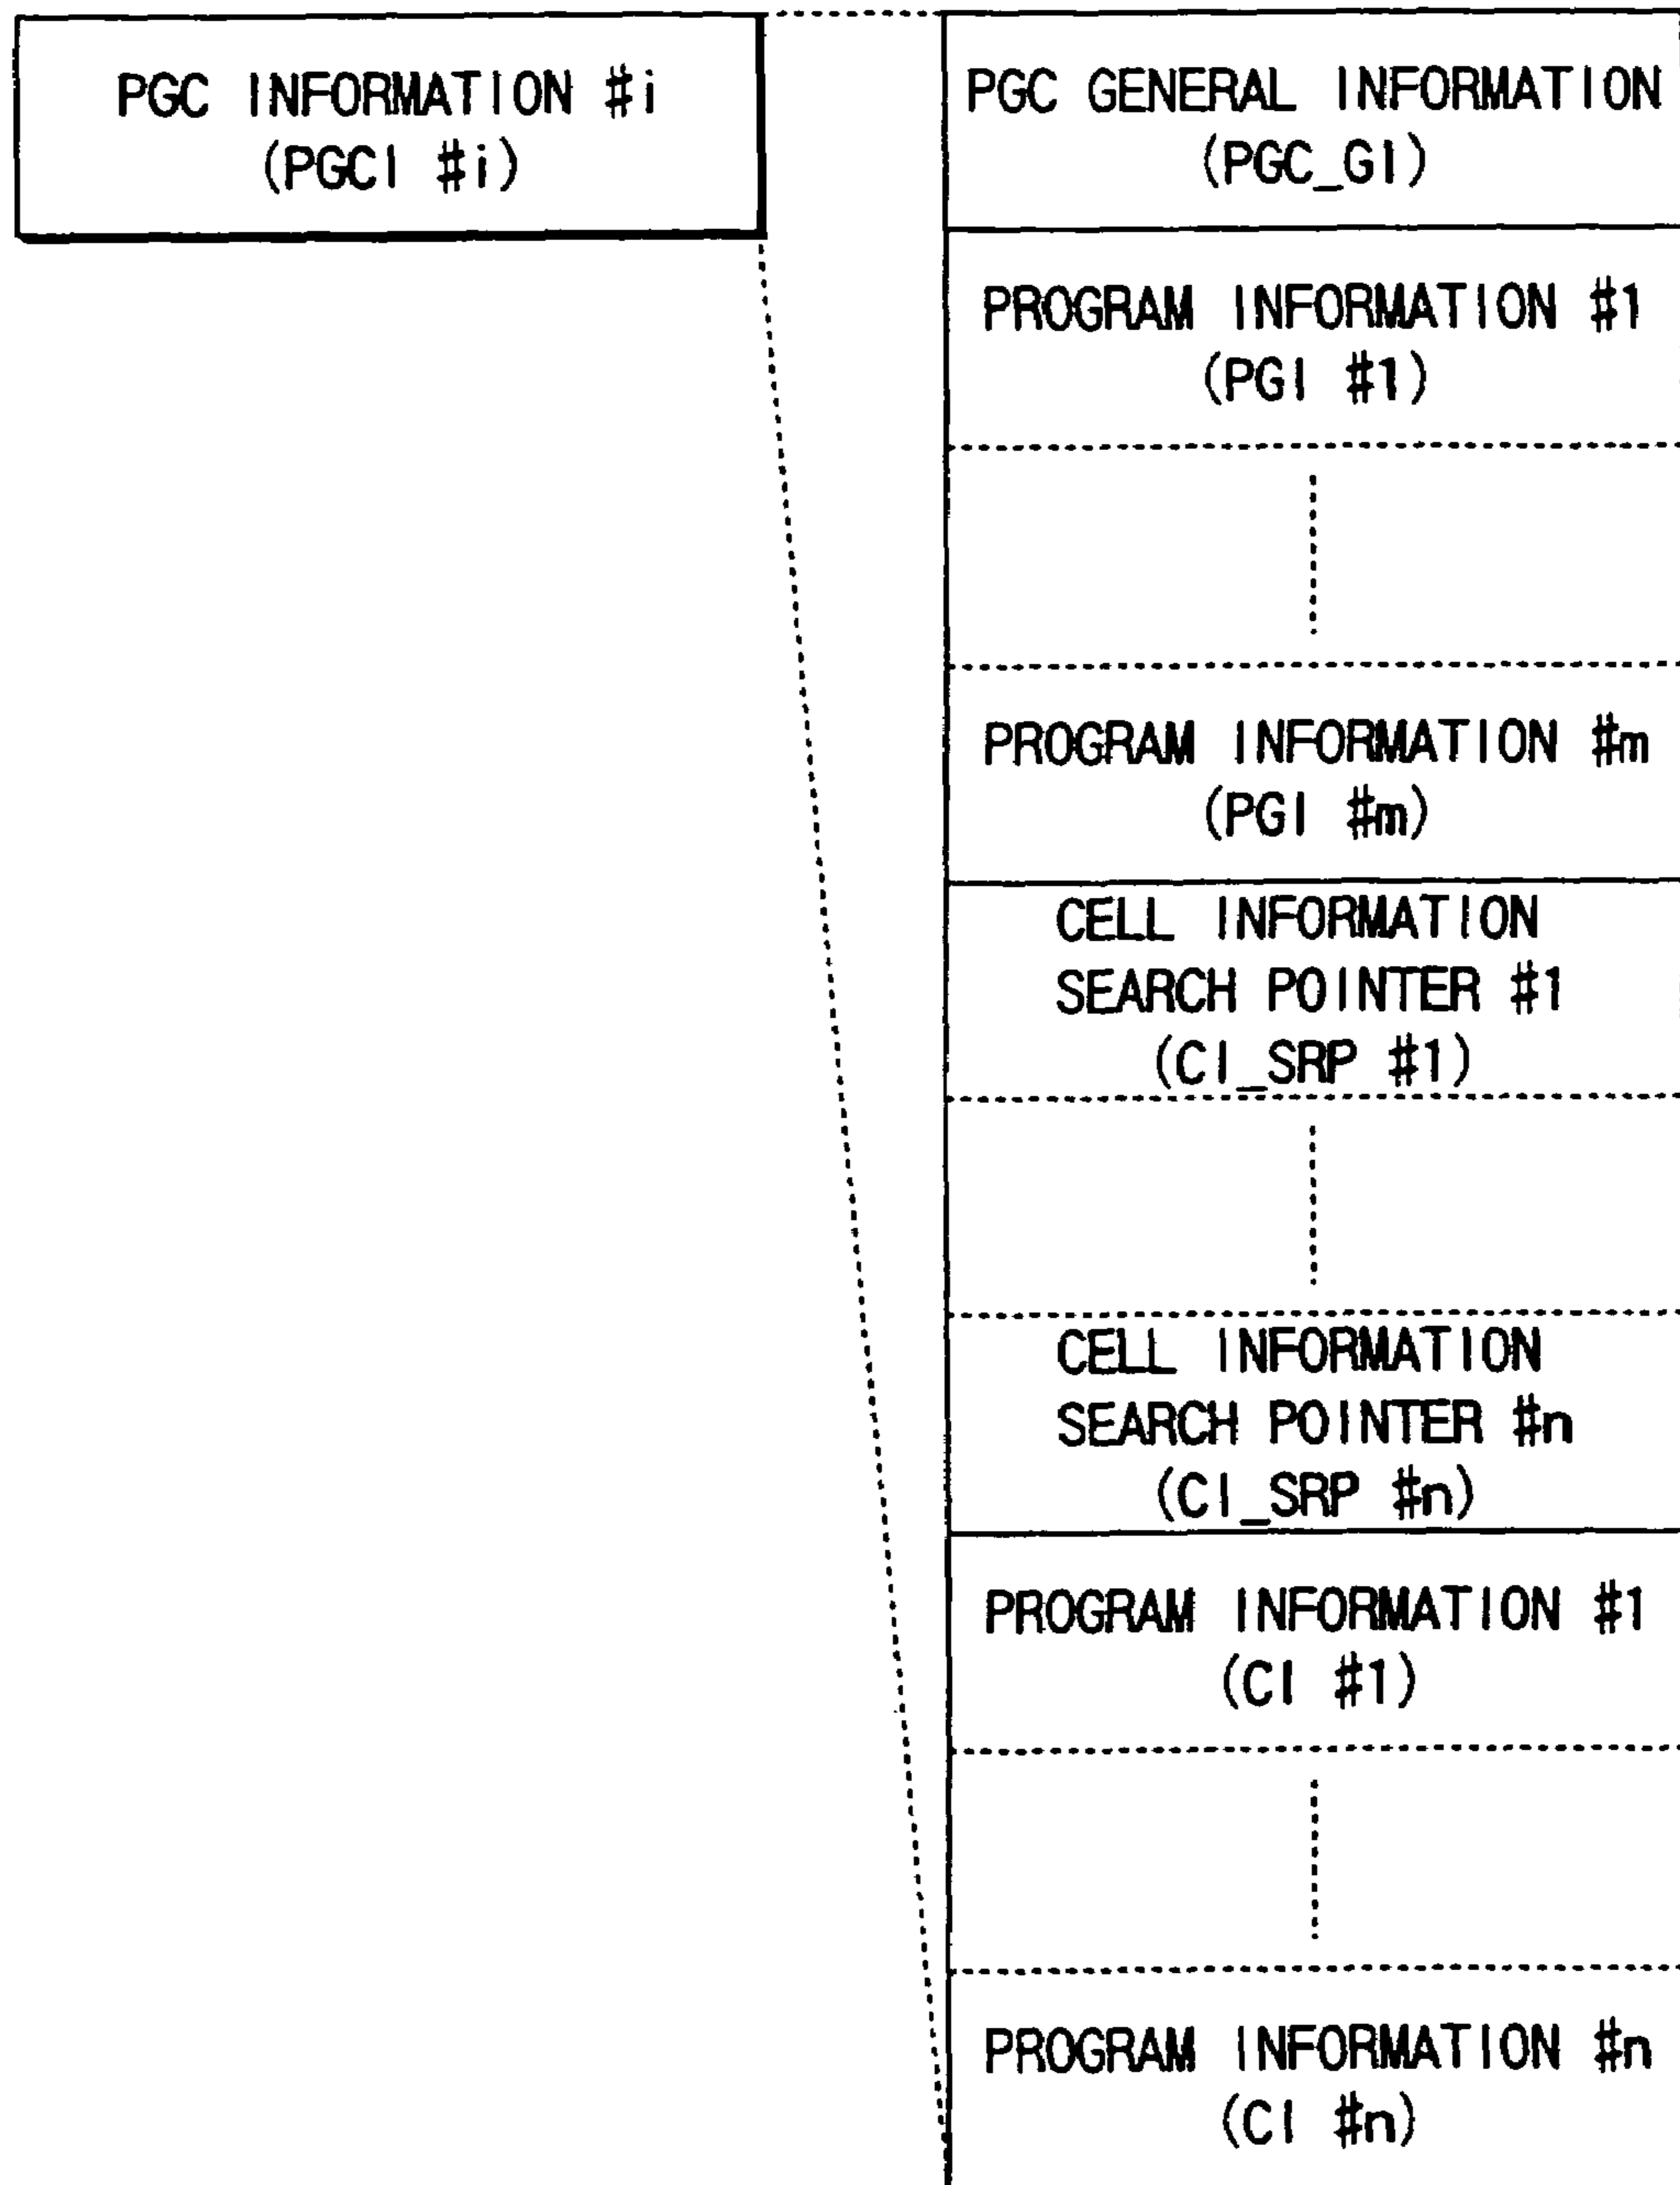 PGC INFORMATION #i
(PGCI #i)
PGC GENERAL INFORMATION
(PGC_GI)
PROGRAM INFORMATION #1
(PGI #1)
PROGRAM INFORMATION #m
(PGI #m)
CELL INFORMATION
SEARCH POINTER #1
(CI_SRP #1)
CELL INFORMATION
SEARCH POINTER #n
(CI_SRP #n)
PROGRAM INFORMATION #1
(CI #1)
PROGRAM INFORMATION #n
(CI #n)